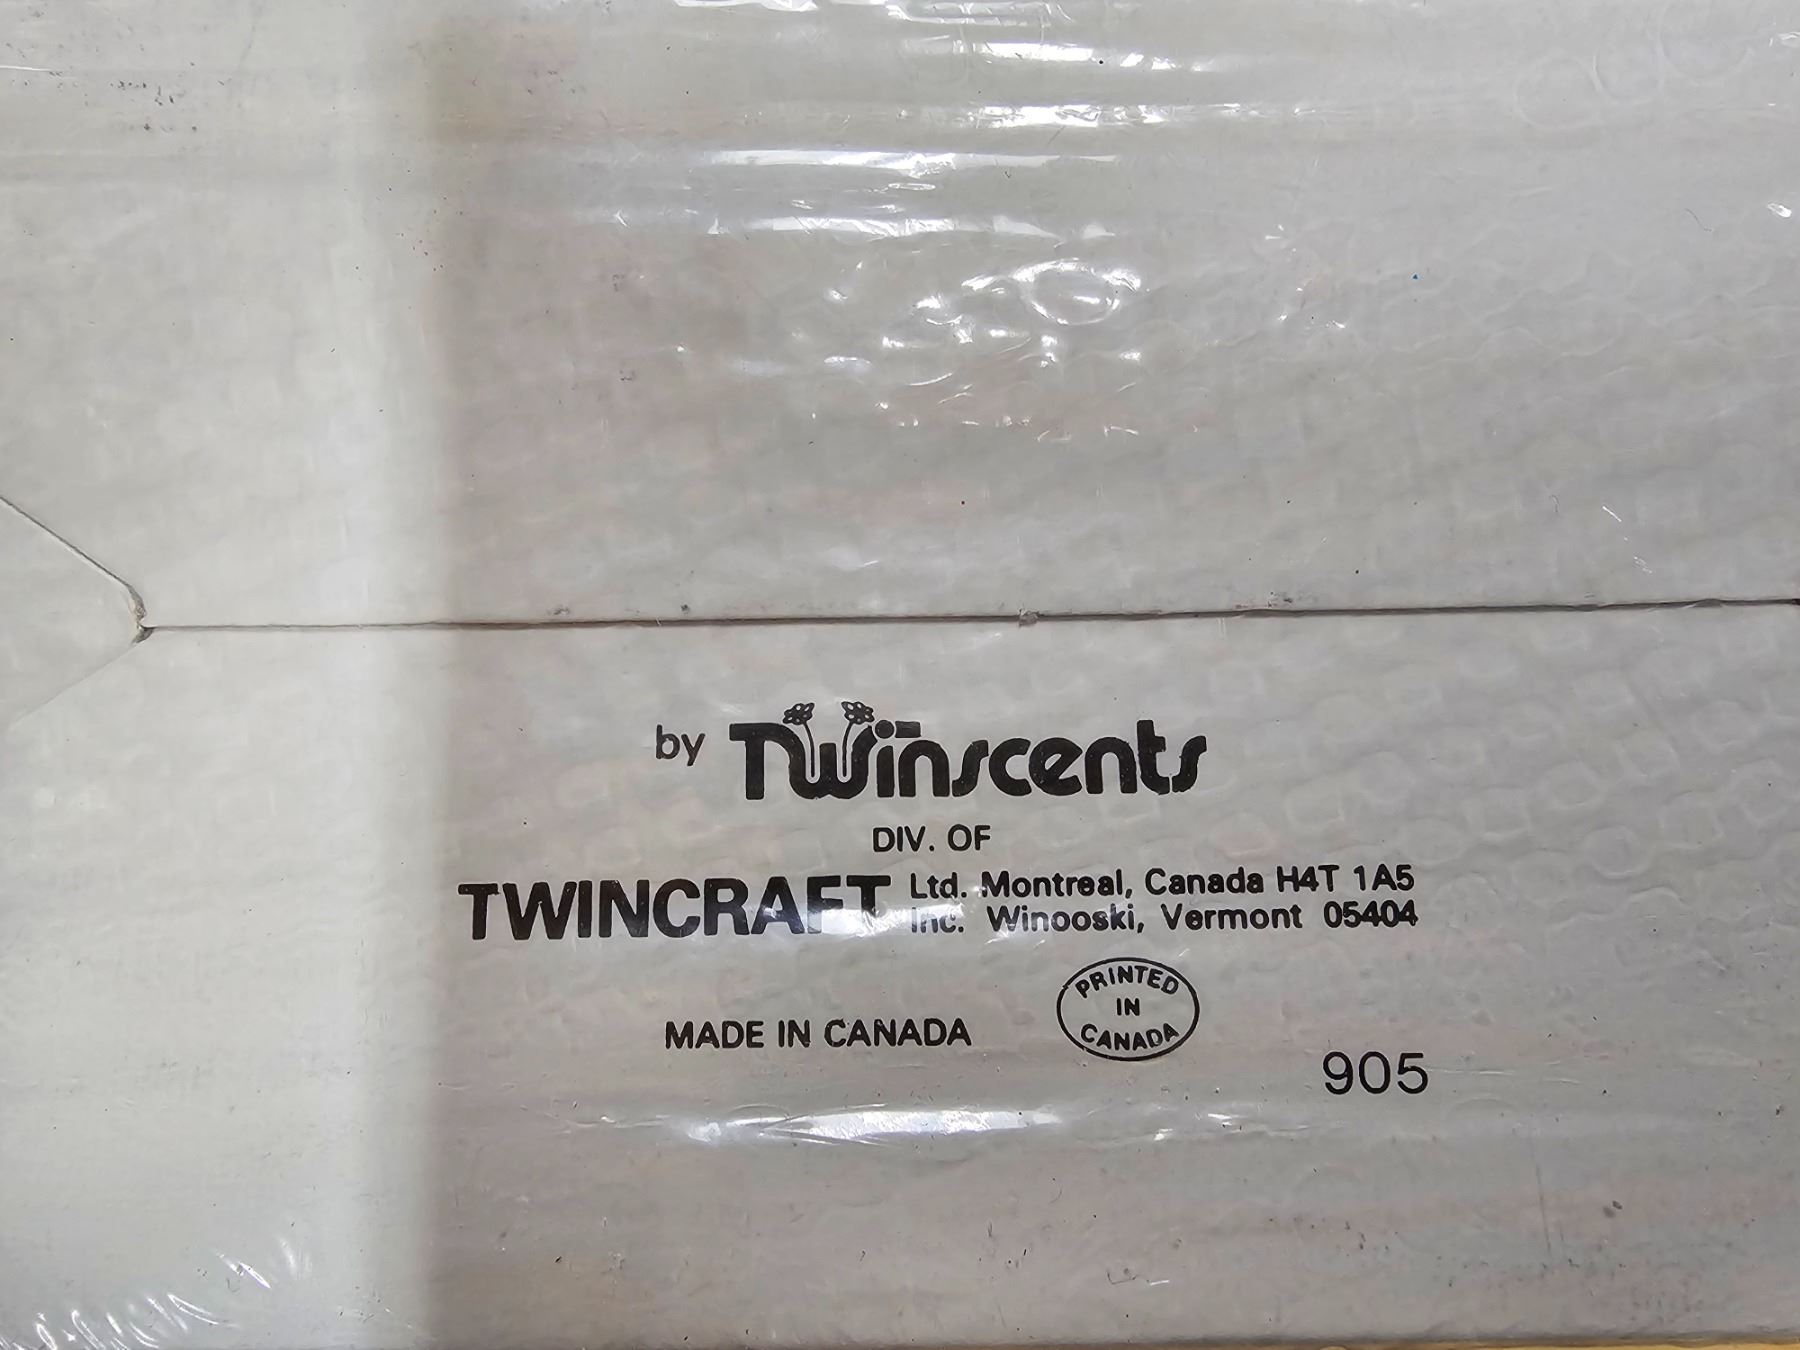 by Twinscents
DIV. OF
TWINCRAFT Ltd. Montreal, Canada H4T 1A5
Inc. Winooski, Vermont 05404
PRINTED
IN
CANADA
MADE IN CANADA
905